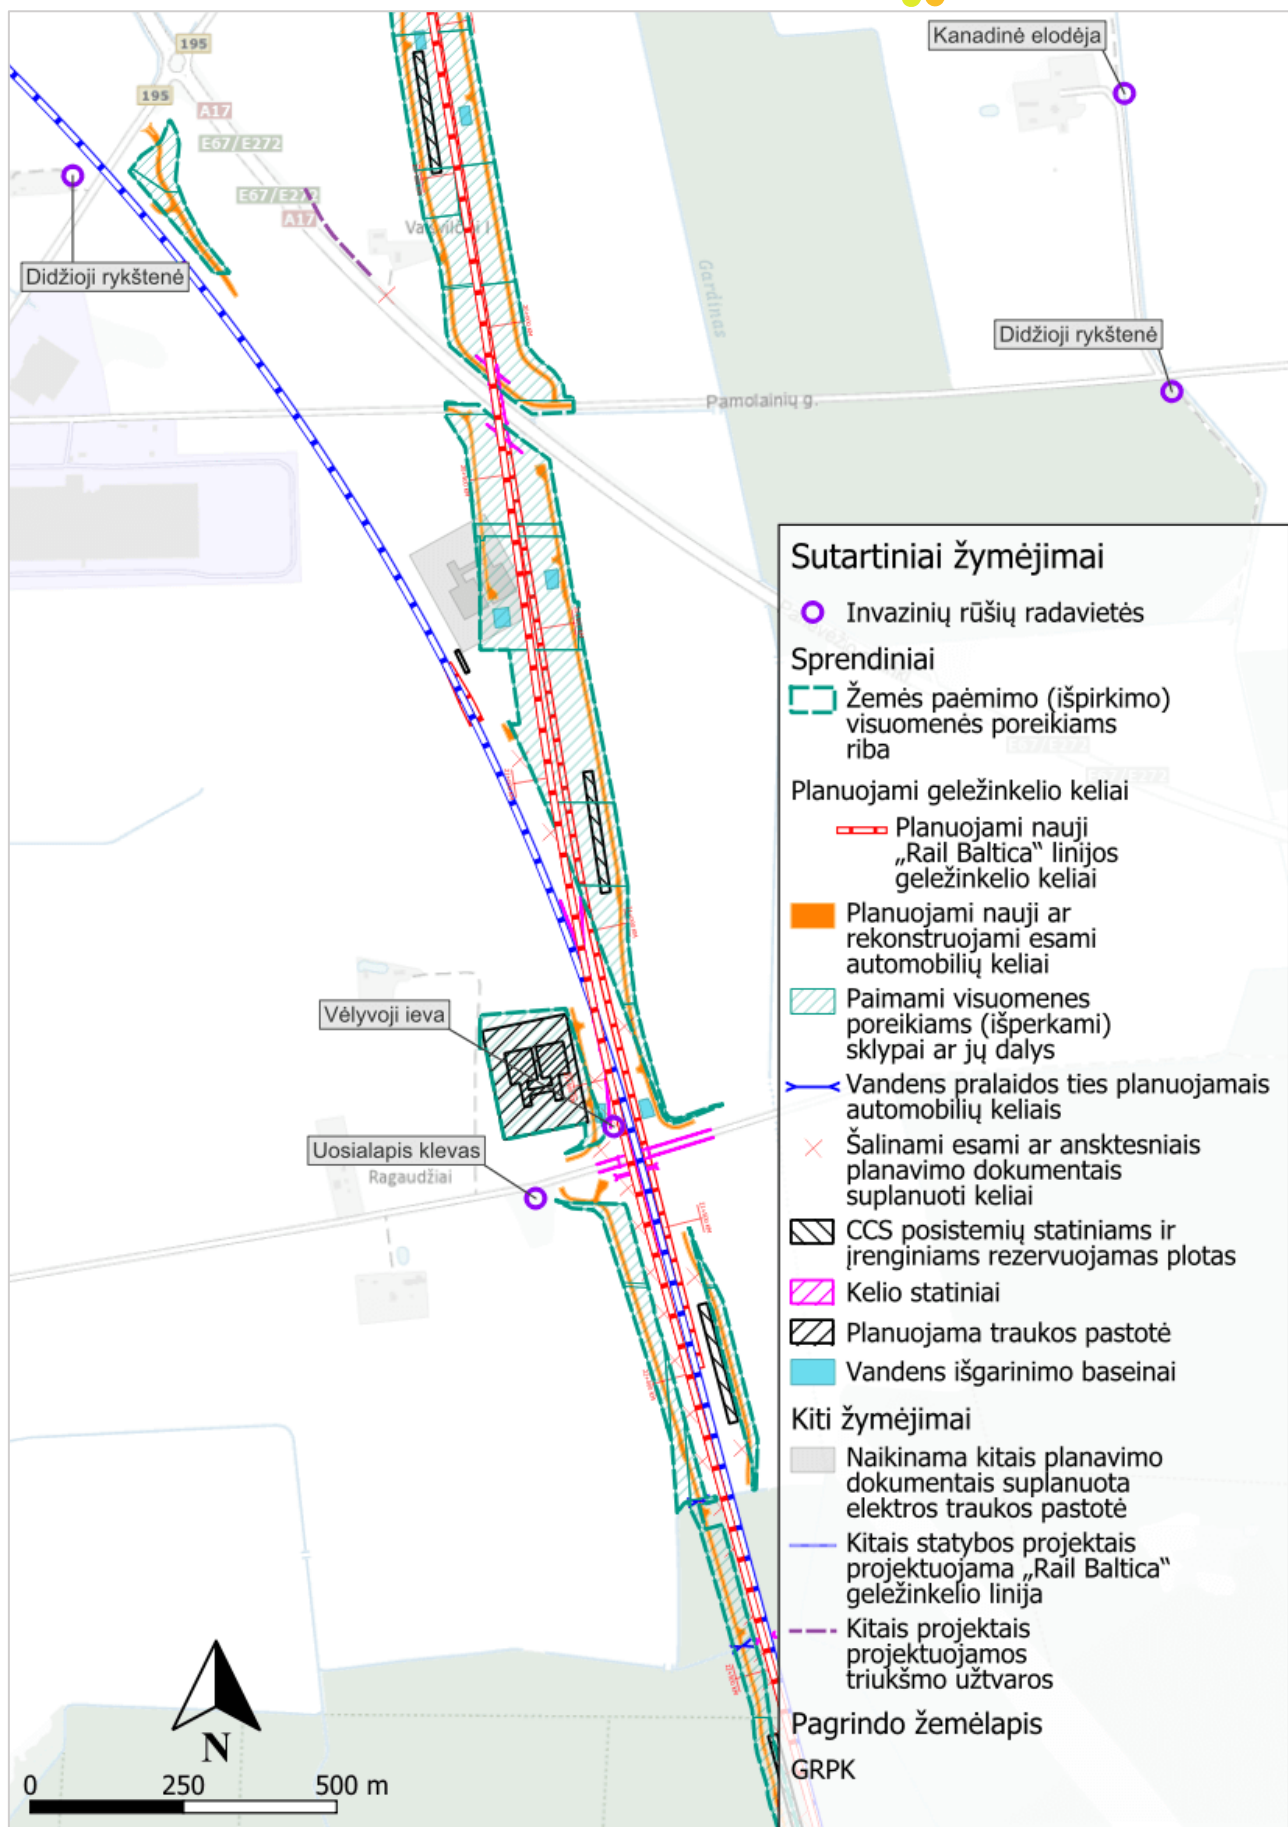 Kanadinė elodėja
195
195
A17
E67/E272
E67/E272
A17
Didžioji rykštenė
Gardinas
Didžioji rykštenė
Pamolainių g.
Vėlyvoji ieva
Uosialapis klevas
Ragaudžiai
Sutartiniai žymėjimai
Invazinių rūšių radavietės
Sprendiniai
Žemės paėmimo (išpirkimo)
visuomenės poreikiams
riba
Planuojami geležinkelio keliai
Planuojami nauji
„Rail Baltica“ linijos
geležinkelio keliai
Planuojami nauji ar
rekonstruojami esami
automobilių keliai
Paimami visuomenes
poreikiams (išperkami)
sklypai ar jų dalys
Vandens pralaidos ties planuojamais
automobilių keliais
Šalinami esami ar ansktesniais
planavimo dokumentais
suplanuoti keliai
CCS posistemių statiniams ir
įrenginiams rezervuojamas plotas
Kelio statiniai
Planuojama traukos pastotė
Vandens išgarinimo baseinai
Kiti žymėjimai
Naikinama kitais planavimo
dokumentais suplanuota
elektros traukos pastotė
Kitais statybos projektais
projektuojama „Rail Baltica“
geležinkelio linija
Kitais projektais
projektuojamos
triukšmo užtvaros
Pagrindo žemėlapis
GRPK
E67/E272
E67/E272
N
0 250 500 m